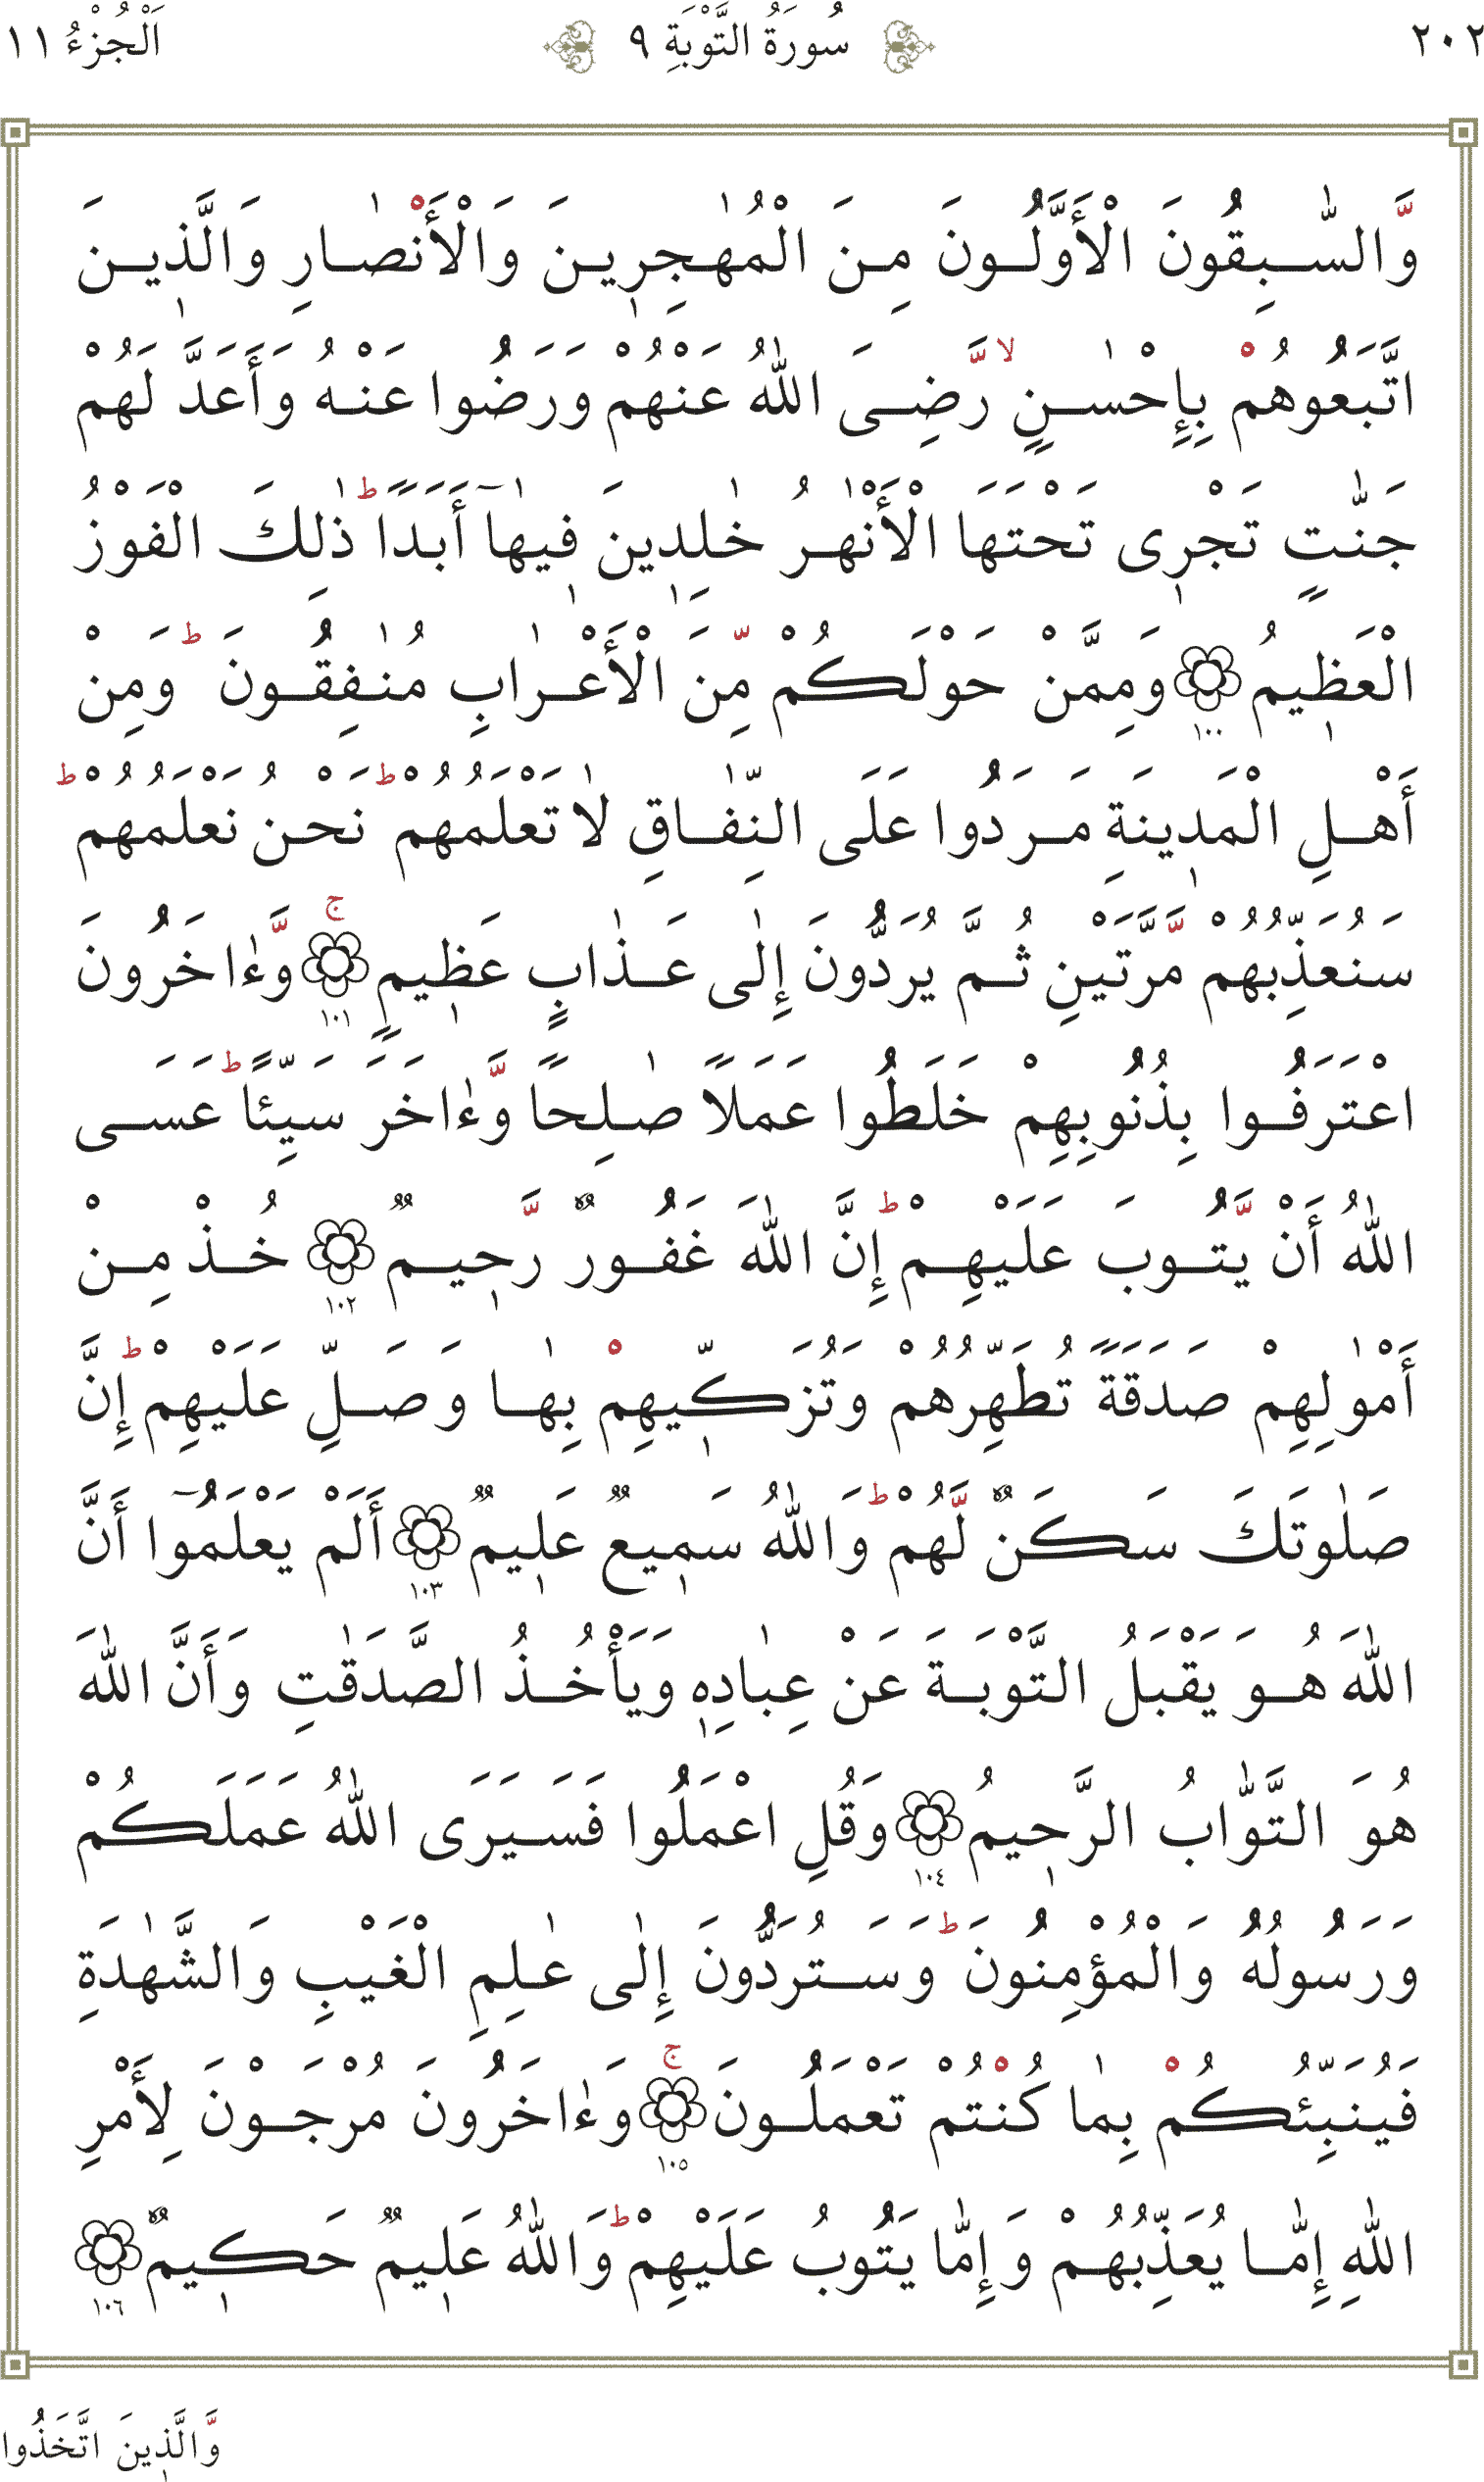 ٢٠٢ سُورَةُ التَّوْبَةِ ٩ اَلْجُزْءُ ١١
وَّالسّٰبِقُونَ الْأَوَّلُونَ مِنَ الْمُهٰجِرِينَ وَالْأَنْصٰارِ وَالَّذِينَ
اتَّبَعُوهُمْ بِإِحْسٰنٍ لا رَّضِىَ اللّٰهُ عَنْهُمْ وَرَضُوا عَنْهُ وَأَعَدَّ لَهُمْ
جَنّٰتٍ تَجْرِى تَحْتَهَا الْأَنْهٰرُ خٰلِدِينَ فِيهٰآ أَبَدًا ط ذٰلِكَ الْفَوْزُ
الْعَظِيمُ ١٠٠ وَمِمَّنْ حَوْلَكُمْ مِّنَ الْأَعْرٰابِ مُنٰفِقُونَ ط وَمِنْ
أَهْلِ الْمَدِينَةِ مَرَدُوا عَلَى النِّفٰاقِ لٰا تَعْلَمُهُمْ ط نَحْنُ نَعْلَمُهُمْ ط
سَنُعَذِّبُهُمْ مَّرَّتَيْنِ ثُمَّ يُرَدُّونَ إِلٰى عَذٰابٍ عَظِيمٍ ١٠١ ج وَّءٰاخَرُونَ
اعْتَرَفُوا بِذُنُوبِهِمْ خَلَطُوا عَمَلًا صٰلِحًا وَّءٰاخَرَ سَيِّئًا ط عَسَى
اللّٰهُ أَنْ يَّتُوبَ عَلَيْهِمْ ط إِنَّ اللّٰهَ غَفُورٌ رَّحِيمٌ ١٠٢ خُذْ مِنْ
أَمْوٰلِهِمْ صَدَقَةً تُطَهِّرُهُمْ وَتُزَكِّيهِمْ بِهٰا وَصَلِّ عَلَيْهِمْ ط إِنَّ
صَلٰوتَكَ سَكَنٌ لَّهُمْ ط وَاللّٰهُ سَمِيعٌ عَلِيمٌ ١٠٣ أَلَمْ يَعْلَمُوٓا أَنَّ
اللّٰهَ هُوَ يَقْبَلُ التَّوْبَةَ عَنْ عِبٰادِهِ وَيَأْخُذُ الصَّدَقٰتِ وَأَنَّ اللّٰهَ
هُوَ التَّوّٰابُ الرَّحِيمُ ١٠٤ وَقُلِ اعْمَلُوا فَسَيَرَى اللّٰهُ عَمَلَكُمْ
وَرَسُولُهُ وَالْمُؤْمِنُونَ ط وَسَتُرَدُّونَ إِلٰى عٰلِمِ الْغَيْبِ وَالشَّهٰدَةِ
فَيُنَبِّئُكُمْ بِمٰا كُنْتُمْ تَعْمَلُونَ ١٠٥ ج وَءٰاخَرُونَ مُرْجَوْنَ لِأَمْرِ
اللّٰهِ إِمّٰا يُعَذِّبُهُمْ وَإِمّٰا يَتُوبُ عَلَيْهِمْ ط وَاللّٰهُ عَلِيمٌ حَكِيمٌ ١٠٦
وَّالَّذِينَ اتَّخَذُوا